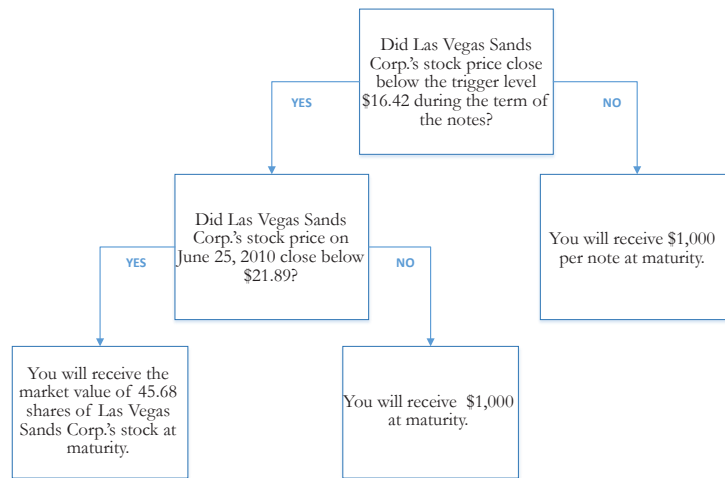 Did Las Vegas Sands
Corp.'s stock price close
below the trigger level
$16.42 during the term of
the notes?
YES
NO
Did Las Vegas Sands
Corp.'s stock price on
June 25, 2010 close below
$21.89?
You will receive $1,000
per note at maturity.
YES
NO
You will receive the
market value of 45.68
shares of Las Vegas
Sands Corp.'s stock at
maturity.
You will receive $1,000
at maturity.